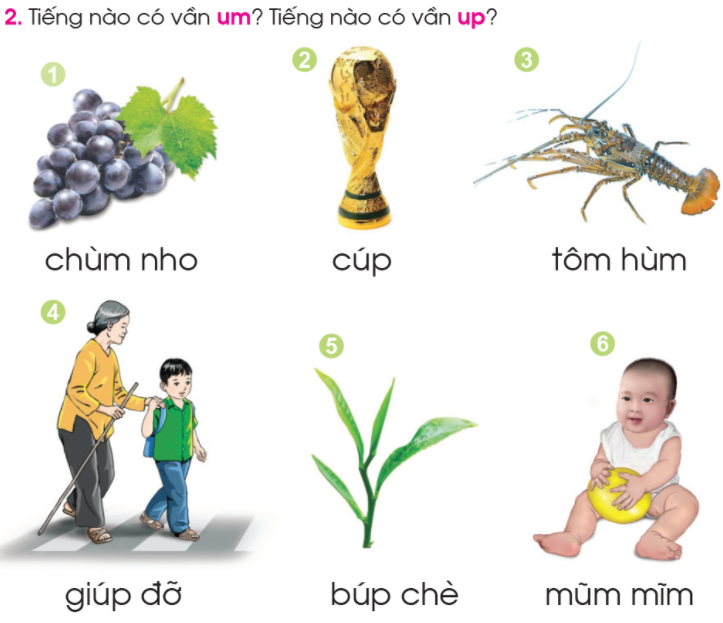 2. Tiếng nào có vần um? Tiếng nào có vần up?
1
2
3
chùm nho
cúp
tôm hùm
4
5
6
giúp đỡ
búp chè
mũm mĩm